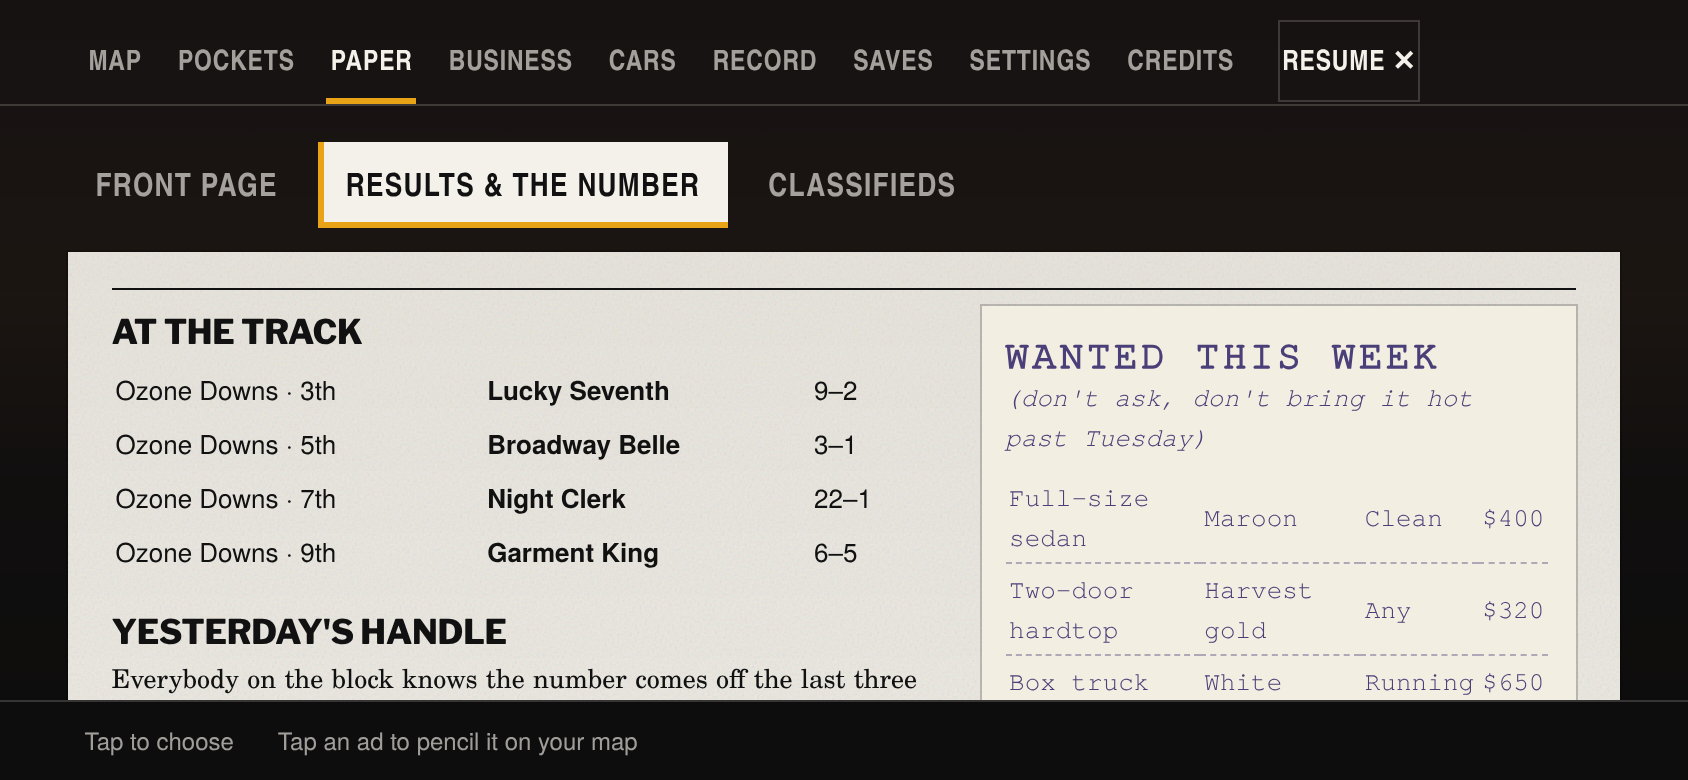 MAP POCKETS PAPER BUSINESS CARS RECORD SAVES SETTINGS CREDITS RESUME ✕
FRONT PAGE RESULTS & THE NUMBER CLASSIFIEDS
AT THE TRACK
Ozone Downs · 3th Lucky Seventh 9–2
Ozone Downs · 5th Broadway Belle 3–1
Ozone Downs · 7th Night Clerk 22–1
Ozone Downs · 9th Garment King 6–5
YESTERDAY'S HANDLE
Everybody on the block knows the number comes off the last three
WANTED THIS WEEK
(don't ask, don't bring it hot
past Tuesday)
Full-size
sedan Maroon Clean $400
Two-door
hardtop Harvest
gold Any $320
Box truck White Running $650
Tap to choose Tap an ad to pencil it on your map